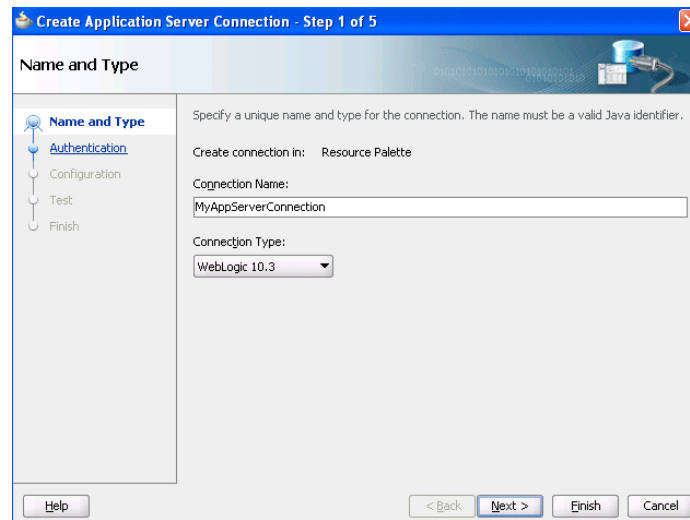 Create Application Server Connection - Step 1 of 5
Name and Type
Name and Type
Authentication
Configuration
Test
Finish
Specify a unique name and type for the connection. The name must be a valid Java identifier.
Create connection in: Resource Palette
Connection Name:
MyAppServerConnection
Connection Type:
WebLogic 10.3
Help
< Back
Next >
Finish
Cancel